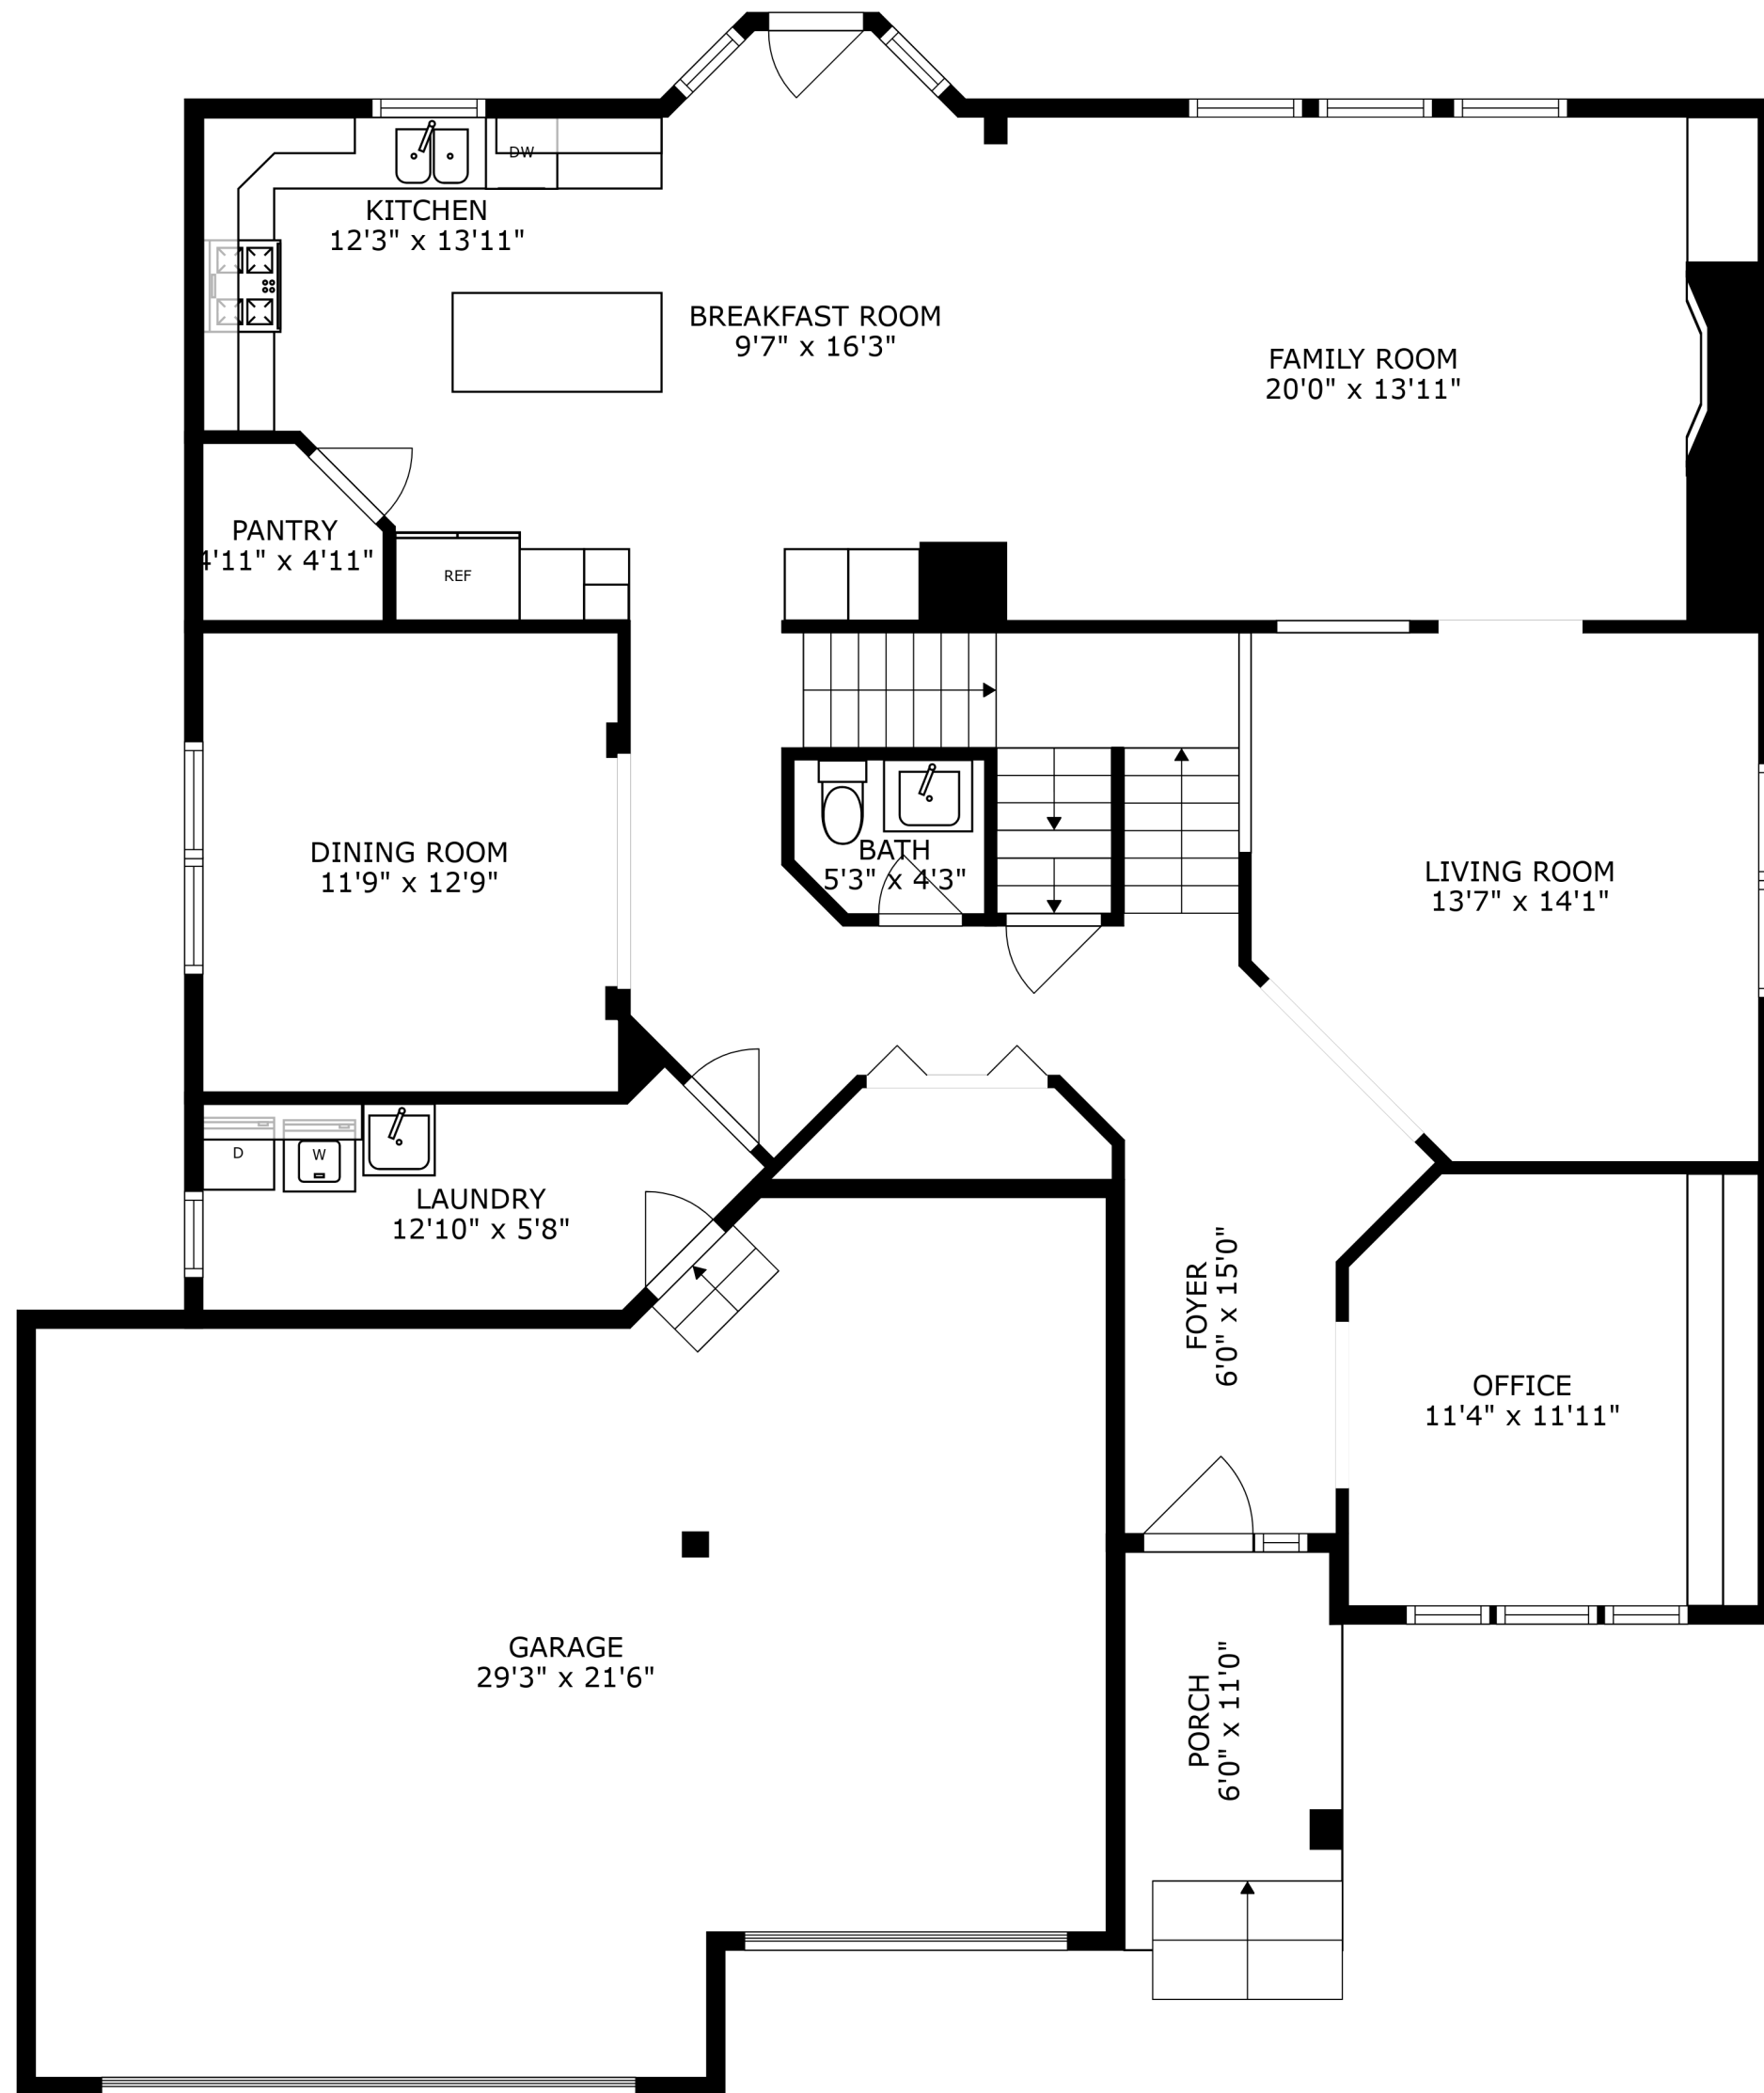 DW
KITCHEN
12'3" x 13'11"
BREAKFAST ROOM
9'7" x 16'3"
FAMILY ROOM
20'0" x 13'11"
PANTRY
4'11" x 4'11"
REF
DINING ROOM
11'9" x 12'9"
BATH
5'3" x 4'3"
LIVING ROOM
13'7" x 14'1"
D
W
LAUNDRY
12'10" x 5'8"
FOYER
6'0" x 15'0"
OFFICE
11'4" x 11'11"
GARAGE
29'3" x 21'6"
PORCH
6'0" x 11'0"